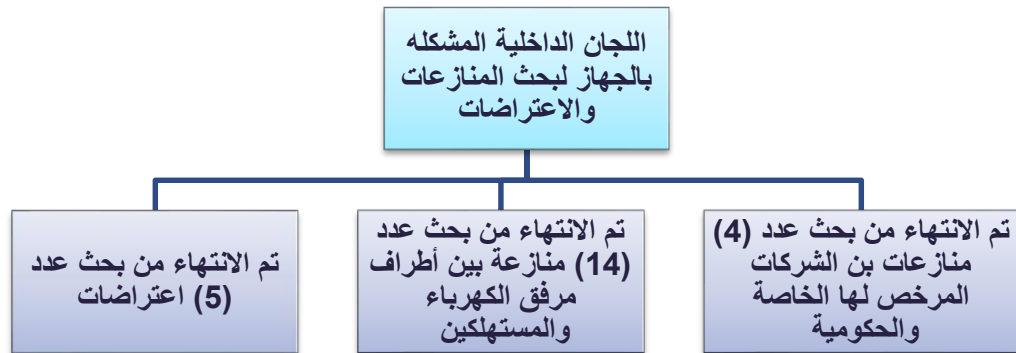 اللجان الداخلية المشكله
بالجهاز لبحث المنازعات
والاعتراضات
تم الانتهاء من بحث عدد (4)
منازعات بن الشركات
المرخص لها الخاصة
والحكومية
تم الانتهاء من بحث عدد
(14) منازعة بين أطراف
مرفق الكهرباء
والمستهلكين
تم الانتهاء من بحث عدد
(5) اعتراضات